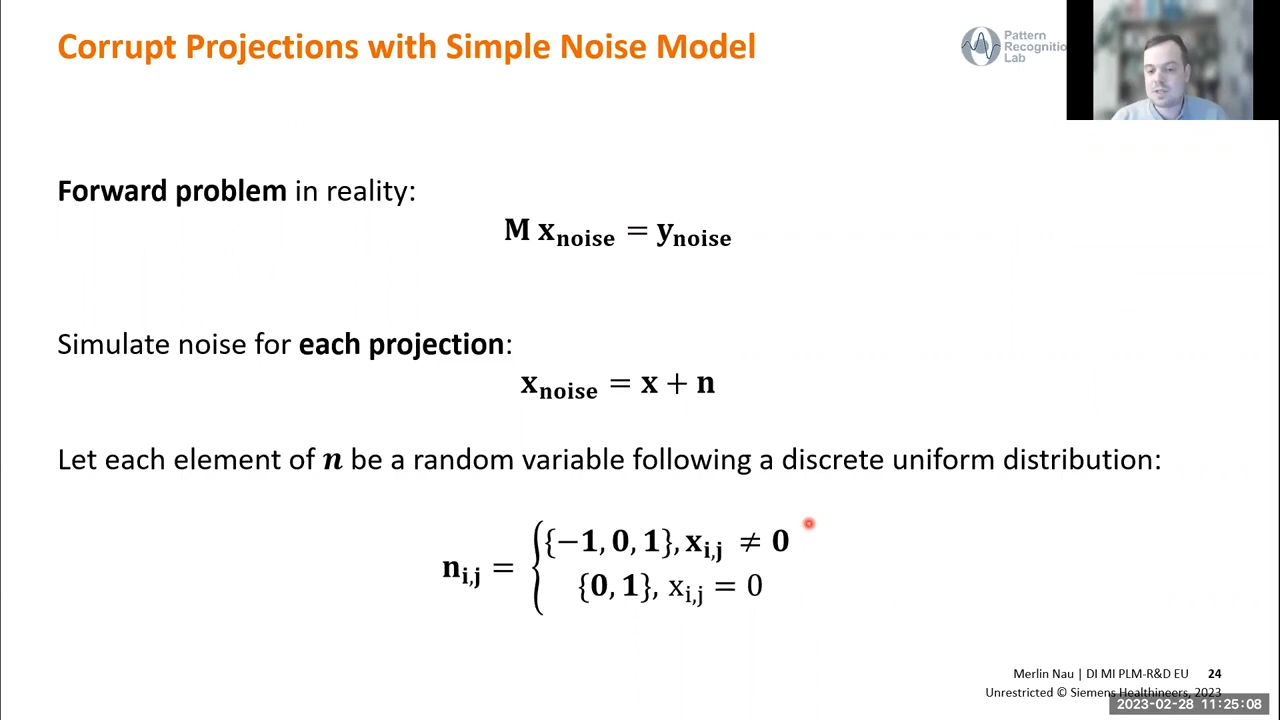 Corrupt Projections with Simple Noise Model
Pattern
Recognitio
Lab
Forward problem in reality:
M x_noise = y_noise
Simulate noise for each projection:
x_noise = x + n
Let each element of n be a random variable following a discrete uniform distribution:
n_i,j = { {−1, 0, 1}, x_i,j ≠ 0
{0, 1}, x_i,j = 0
Merlin Nau | DI MI PLM-R&D EU 24
Unrestricted © Siemens Healthineers, 2023
2023-02-28 11:25:08